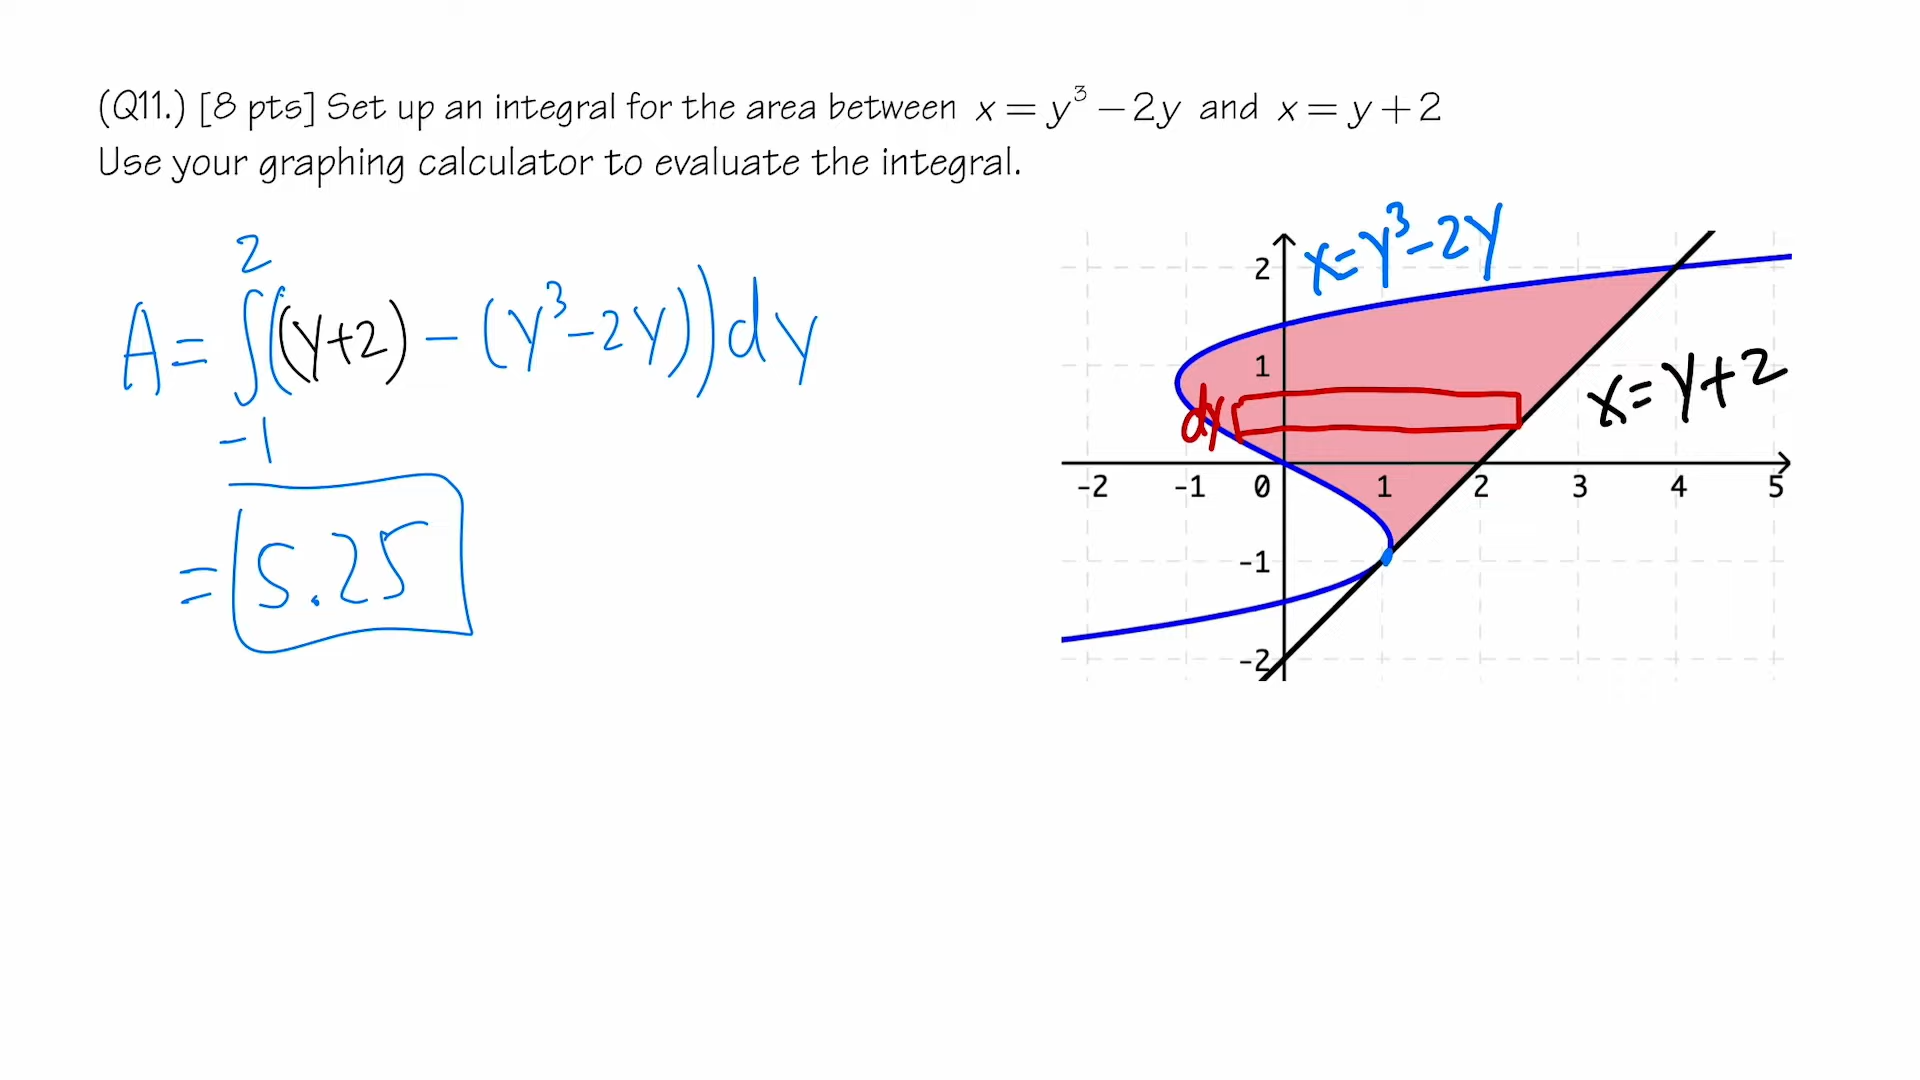 (Q11.) [8 pts] Set up an integral for the area between x = y³ − 2y and x = y + 2
Use your graphing calculator to evaluate the integral.
2
A = ∫((y+2) − (y³−2y)) dy
-1
= 5.25
x = y³−2y
x = y+2
dy
2
1
-2 -1 0 1 2 3 4 5
-1
-2